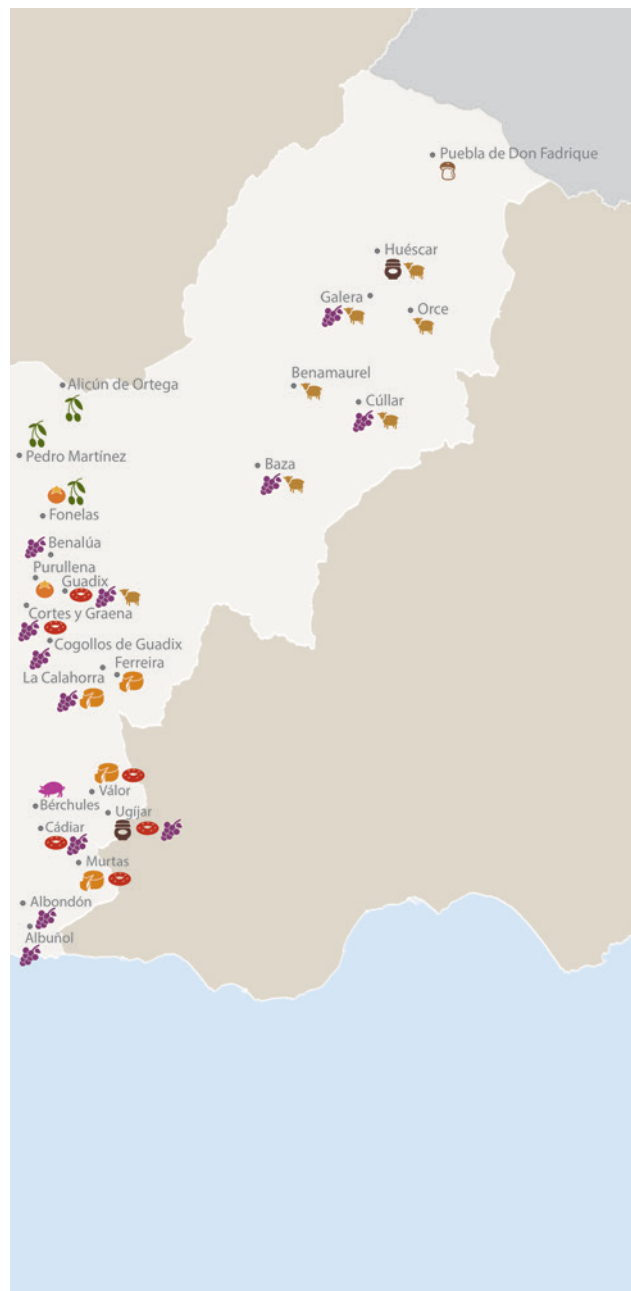 Puebla de Don Fadrique
Huéscar
Galera
Orce
Benamaurel
Alicún de Ortega
Cúllar
Pedro Martínez
Baza
Fonelas
Benalúa
Purullena
Guadix
Cortes y Graena
Cogollos de Guadix
Ferreira
La Calahorra
Válor
Bérchules
Ugíjar
Cádiar
Murtas
Albondón
Albuñol